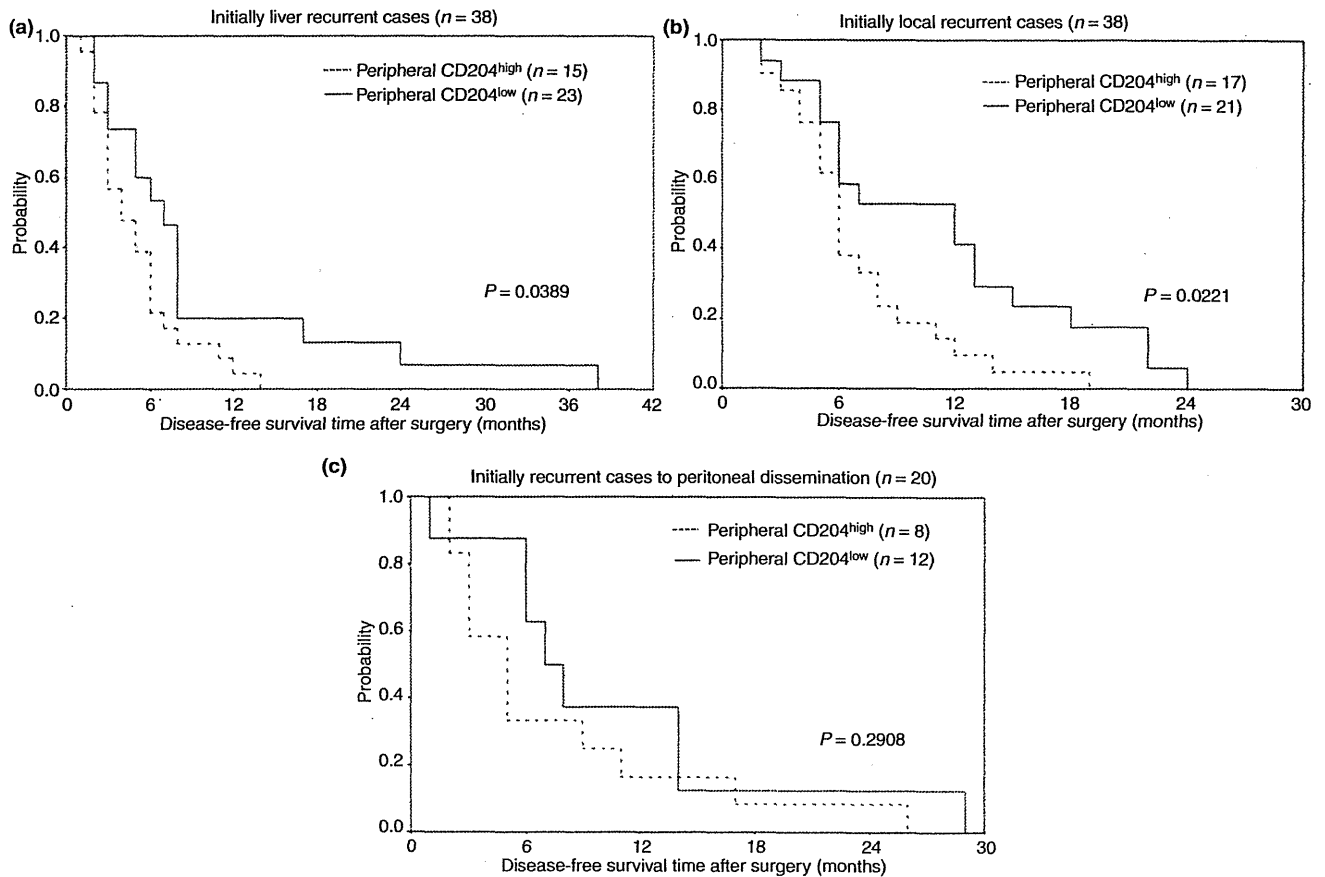 (a)
Initially liver recurrent cases (n = 38)
Peripheral CD204high (n = 15)
Peripheral CD204low (n = 23)
Probability
1.0
0.8
0.6
0.4
0.2
0.0
P = 0.0389
0 6 12 18 24 30 36 42
Disease-free survival time after surgery (months)
(b)
Initially local recurrent cases (n = 38)
Peripheral CD204high (n = 17)
Peripheral CD204low (n = 21)
Probability
1.0
0.8
0.6
0.4
0.2
0.0
P = 0.0221
0 6 12 18 24 30
Disease-free survival time after surgery (months)
(c)
Initially recurrent cases to peritoneal dissemination (n = 20)
Peripheral CD204high (n = 8)
Peripheral CD204low (n = 12)
Probability
1.0
0.8
0.6
0.4
0.2
0.0
P = 0.2908
0 6 12 18 24 30
Disease-free survival time after surgery (months)